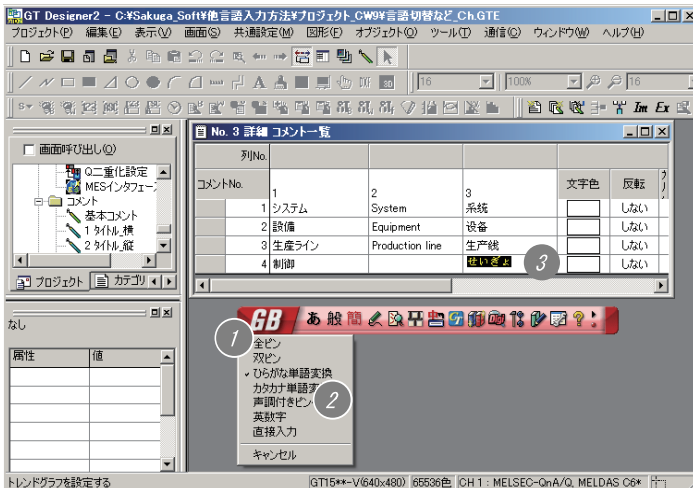 GT Designer2 - C:¥Sakuga_Soft¥他言語入力方法¥プロジェクト_CW9¥言語切替など_Ch.GTE
プロジェクト(P) 編集(E) 表示(V) 画面(S) 共通設定(M) 図形(F) オブジェクト(O) ツール(T) 通信(C) ウィンドウ(W) ヘルプ(H)
16 100% 16
Im Ex
画面呼び出し(O)
Q二重化設定
MESインタフェース
コメント
基本コメント
1 タイトル_横
2 タイトル_縦
プロジェクト カテゴリ
なし
属性 値
No. 3 詳細 コメント一覧
列No.
コメントNo. 1 2 3 文字色 反転
1 システム System 系统 しない
2 設備 Equipment 设备 しない
3 生産ライン Production line 生产线 しない
4 制御 せいぎょ しない
3
GB あ 般 簡
1
全ピン
双ピン
ひらがな単語変換
カタカナ単語変
声調付きピン
2
英数字
直接入力
キャンセル
トレンドグラフを設定する GT15**-V(640x480) 65536色 CH 1 : MELSEC-QnA/Q, MELDAS C6*